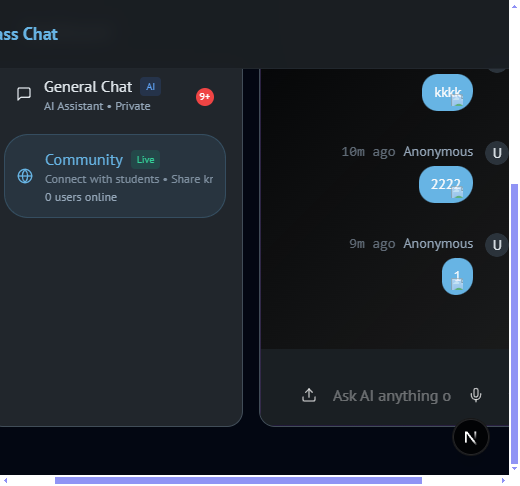 ass Chat
General Chat AI
AI Assistant • Private
9+
Community Live
Connect with students • Share kr
0 users online
kkkk
10m ago Anonymous U
2222
9m ago Anonymous U
1
Ask AI anything o
N